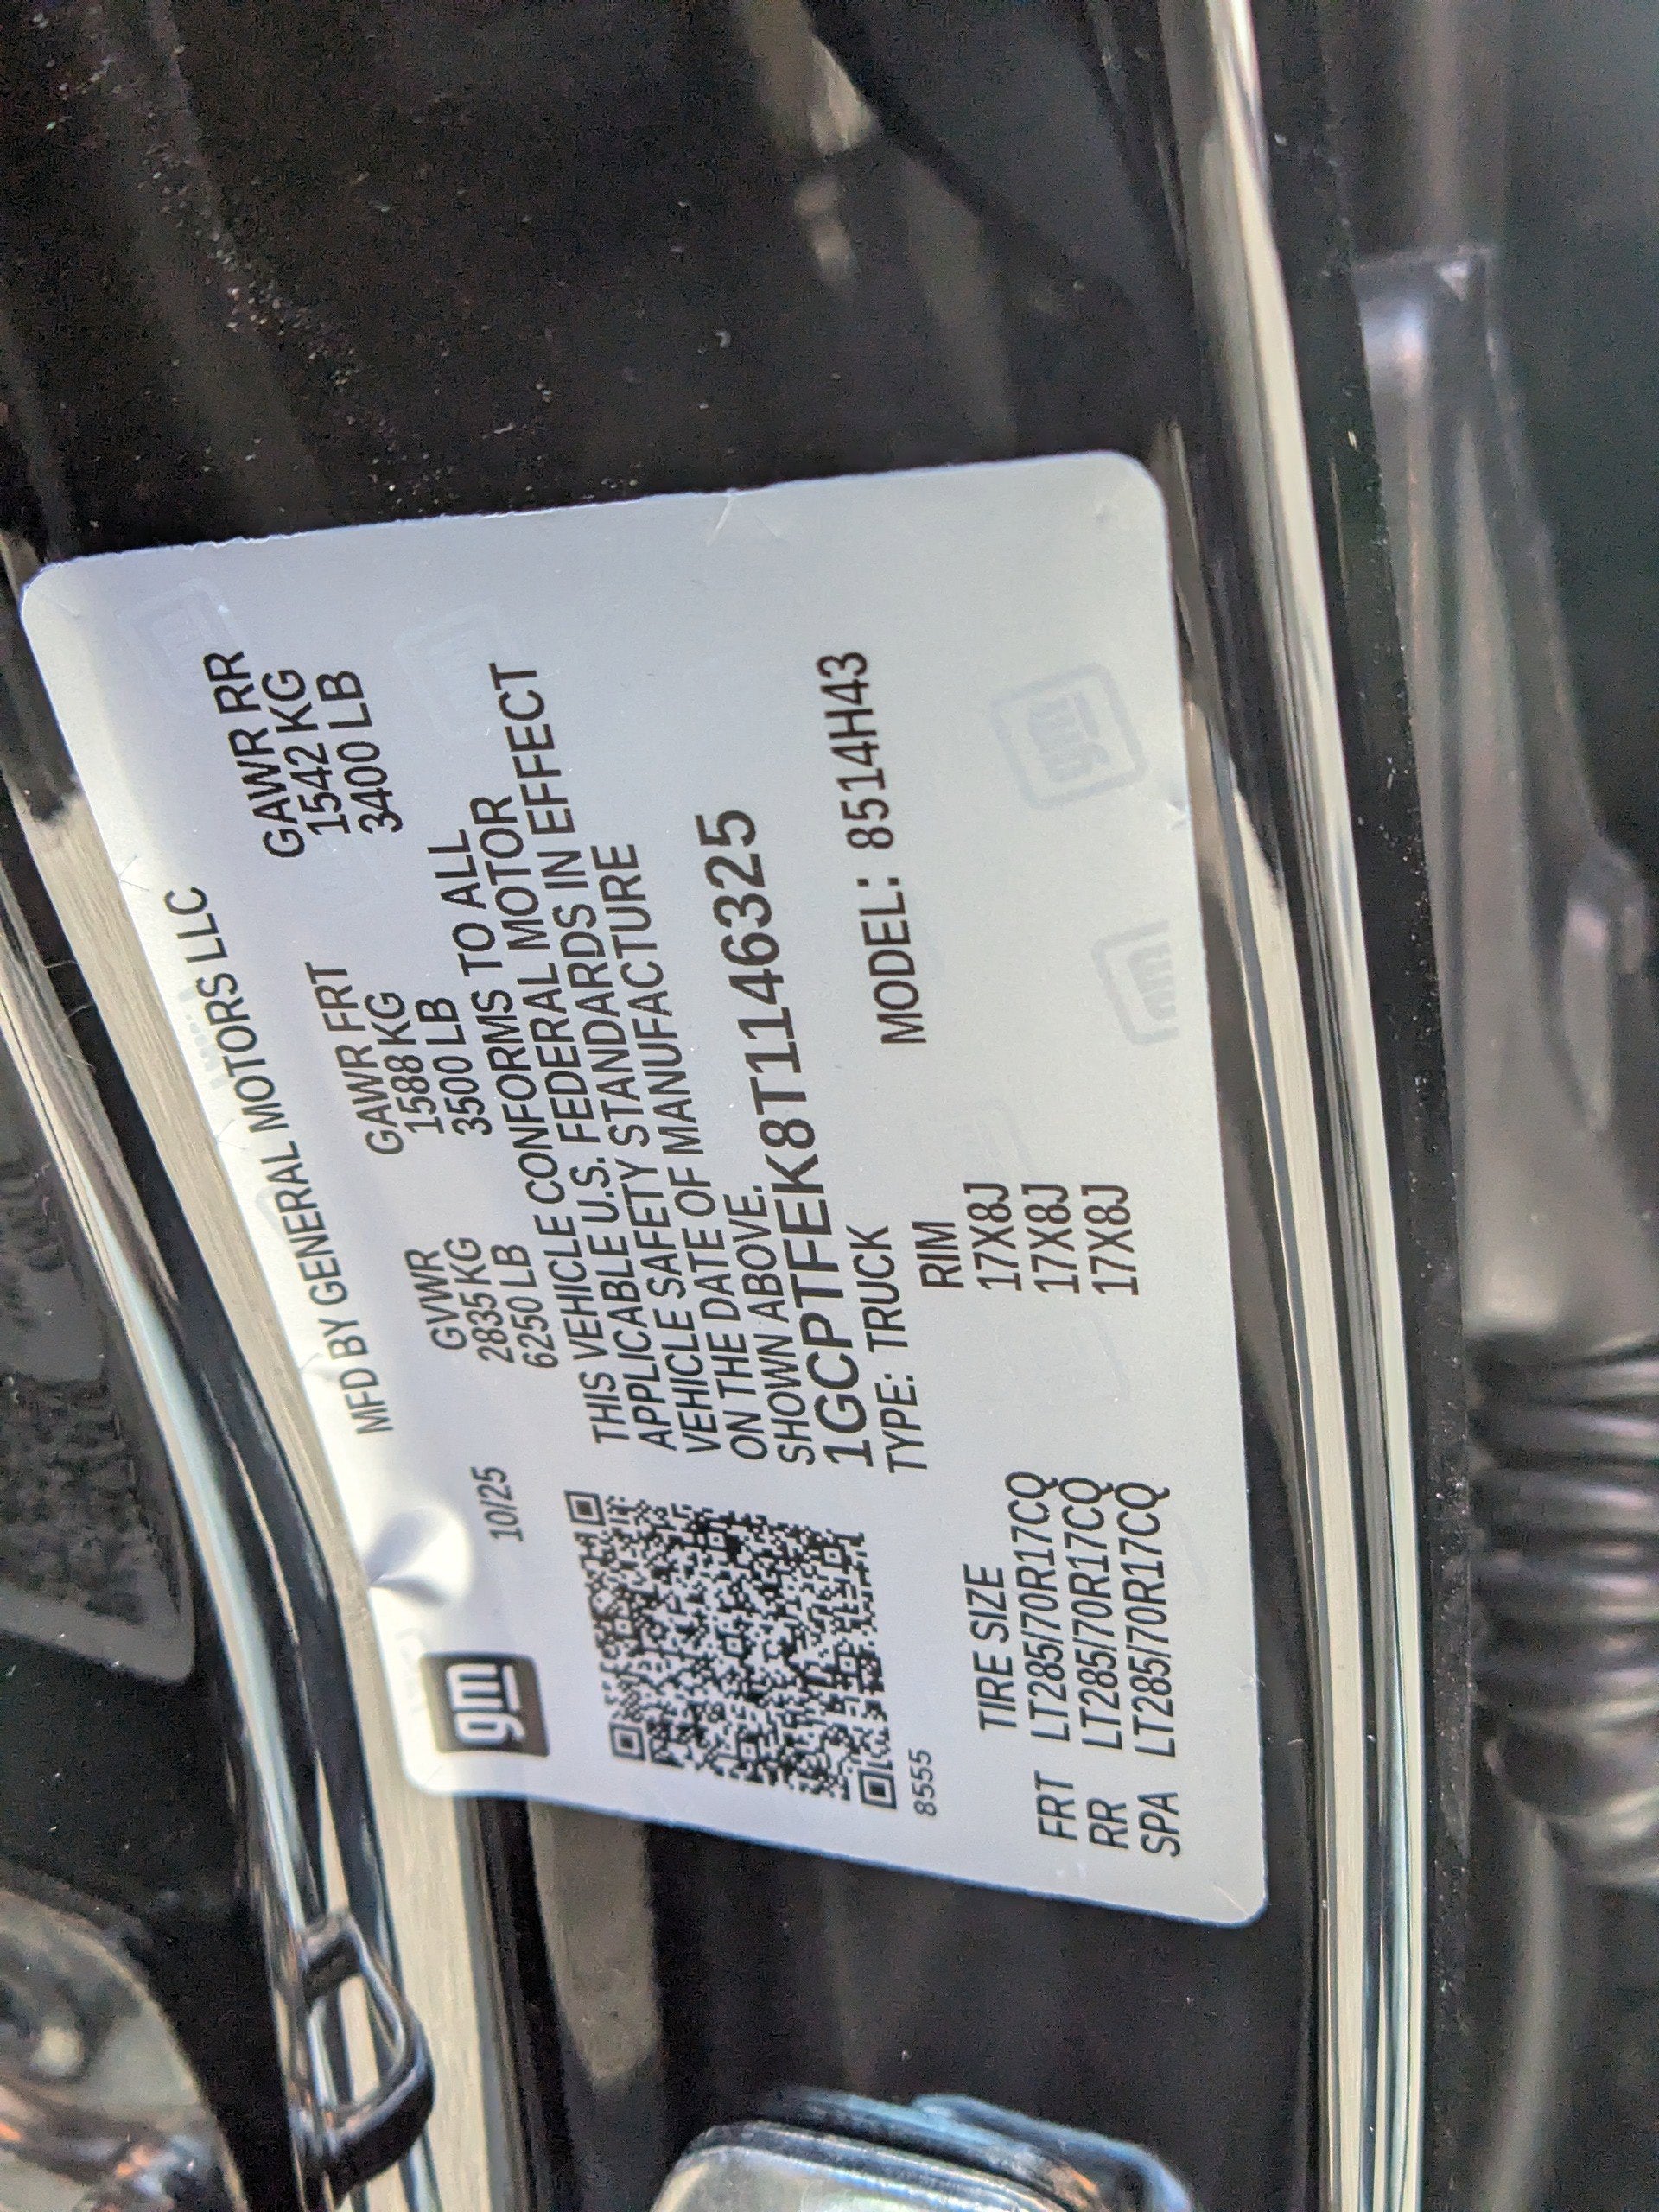 gm
MFD BY GENERAL MOTORS LLC
10/25
GVWR GAWR FRT GAWR RR
2835 KG 1588 KG 1542 KG
6250 LB 3500 LB 3400 LB
THIS VEHICLE CONFORMS TO ALL
APPLICABLE U.S. FEDERAL MOTOR
VEHICLE SAFETY STANDARDS IN EFFECT
ON THE DATE OF MANUFACTURE
SHOWN ABOVE.
1GCPTFEK8T1146325
TYPE: TRUCK MODEL: 8514H43
8555
TIRE SIZE RIM
FRT LT285/70R17CQ 17X8J
RR LT285/70R17CQ 17X8J
SPA LT285/70R17CQ 17X8J
gm